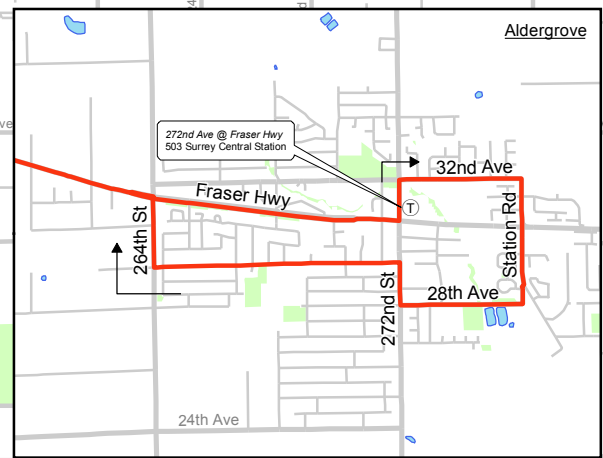 Aldergrove
272nd Ave @ Fraser Hwy
503 Surrey Central Station
32nd Ave
Fraser Hwy
T
264th St
Station Rd
272nd St
28th Ave
24th Ave